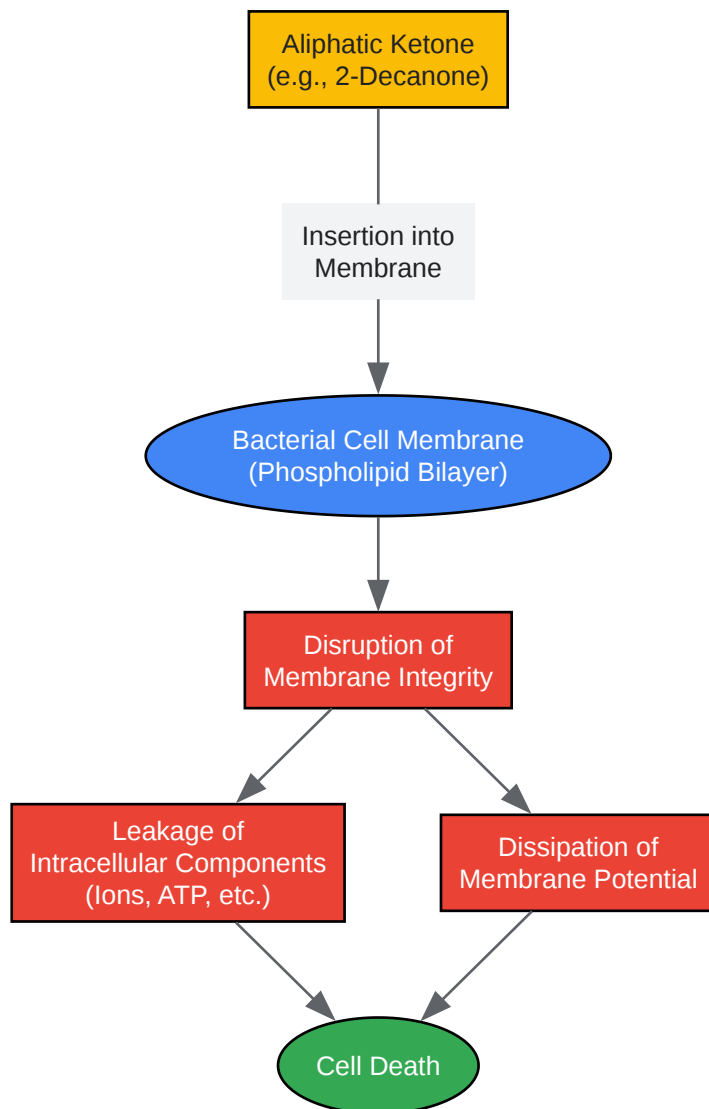 Aliphatic Ketone
(e.g., 2-Decanone)
Insertion into
Membrane
Bacterial Cell Membrane
(Phospholipid Bilayer)
Disruption of
Membrane Integrity
Leakage of
Intracellular Components
(Ions, ATP, etc.)
Dissipation of
Membrane Potential
Cell Death